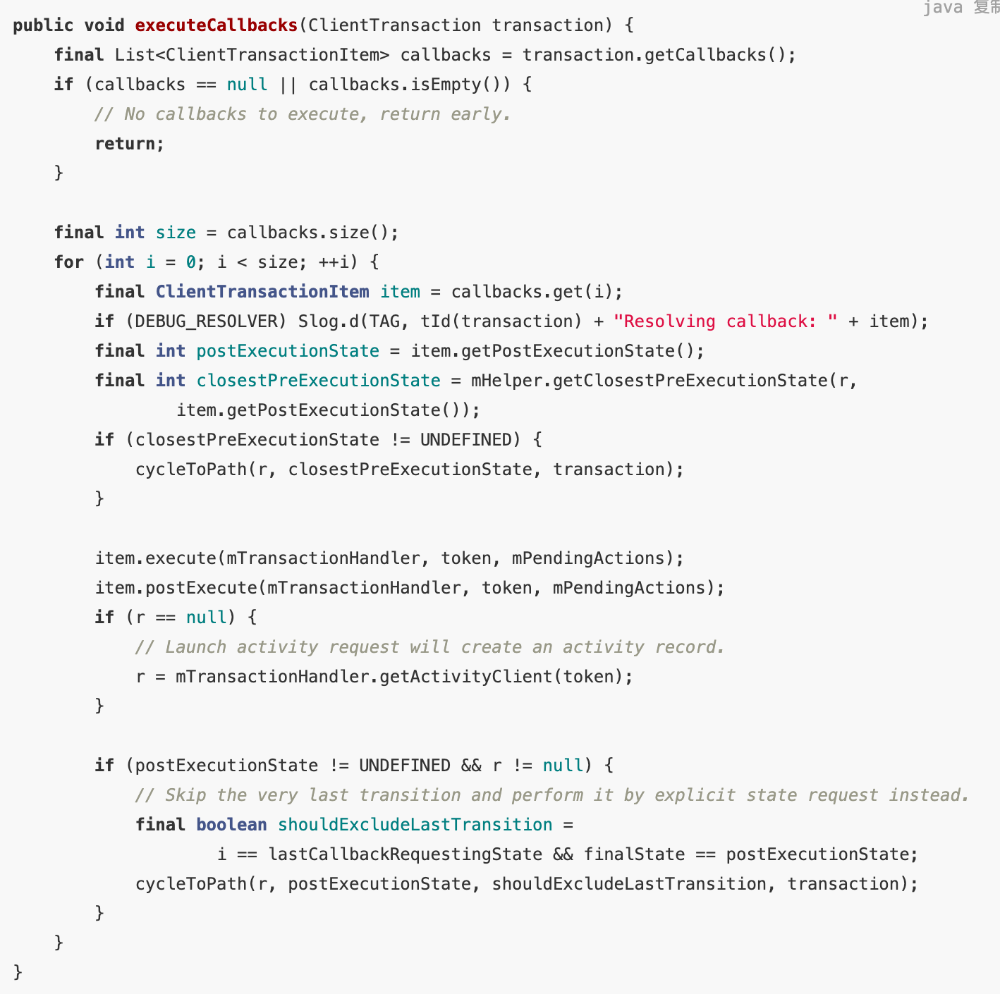 java 复制
public void executeCallbacks(ClientTransaction transaction) {
    final List<ClientTransactionItem> callbacks = transaction.getCallbacks();
    if (callbacks == null || callbacks.isEmpty()) {
        // No callbacks to execute, return early.
        return;
    }

    final int size = callbacks.size();
    for (int i = 0; i < size; ++i) {
        final ClientTransactionItem item = callbacks.get(i);
        if (DEBUG_RESOLVER) Slog.d(TAG, tId(transaction) + "Resolving callback: " + item);
        final int postExecutionState = item.getPostExecutionState();
        final int closestPreExecutionState = mHelper.getClosestPreExecutionState(r,
                item.getPostExecutionState());
        if (closestPreExecutionState != UNDEFINED) {
            cycleToPath(r, closestPreExecutionState, transaction);
        }

        item.execute(mTransactionHandler, token, mPendingActions);
        item.postExecute(mTransactionHandler, token, mPendingActions);
        if (r == null) {
            // Launch activity request will create an activity record.
            r = mTransactionHandler.getActivityClient(token);
        }

        if (postExecutionState != UNDEFINED && r != null) {
            // Skip the very last transition and perform it by explicit state request instead.
            final boolean shouldExcludeLastTransition =
                    i == lastCallbackRequestingState && finalState == postExecutionState;
            cycleToPath(r, postExecutionState, shouldExcludeLastTransition, transaction);
        }
    }
}